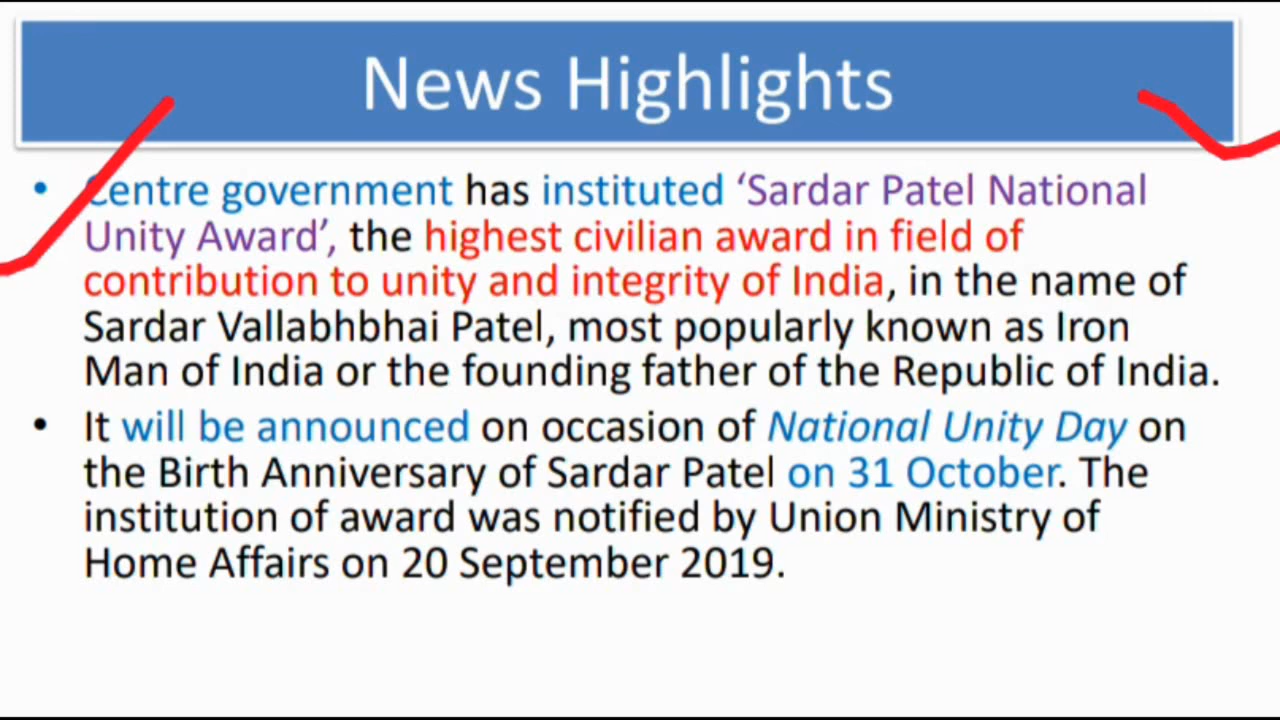 News Highlights
• Centre government has instituted ‘Sardar Patel National
Unity Award’, the highest civilian award in field of
contribution to unity and integrity of India, in the name of
Sardar Vallabhbhai Patel, most popularly known as Iron
Man of India or the founding father of the Republic of India.
• It will be announced on occasion of National Unity Day on
the Birth Anniversary of Sardar Patel on 31 October. The
institution of award was notified by Union Ministry of
Home Affairs on 20 September 2019.